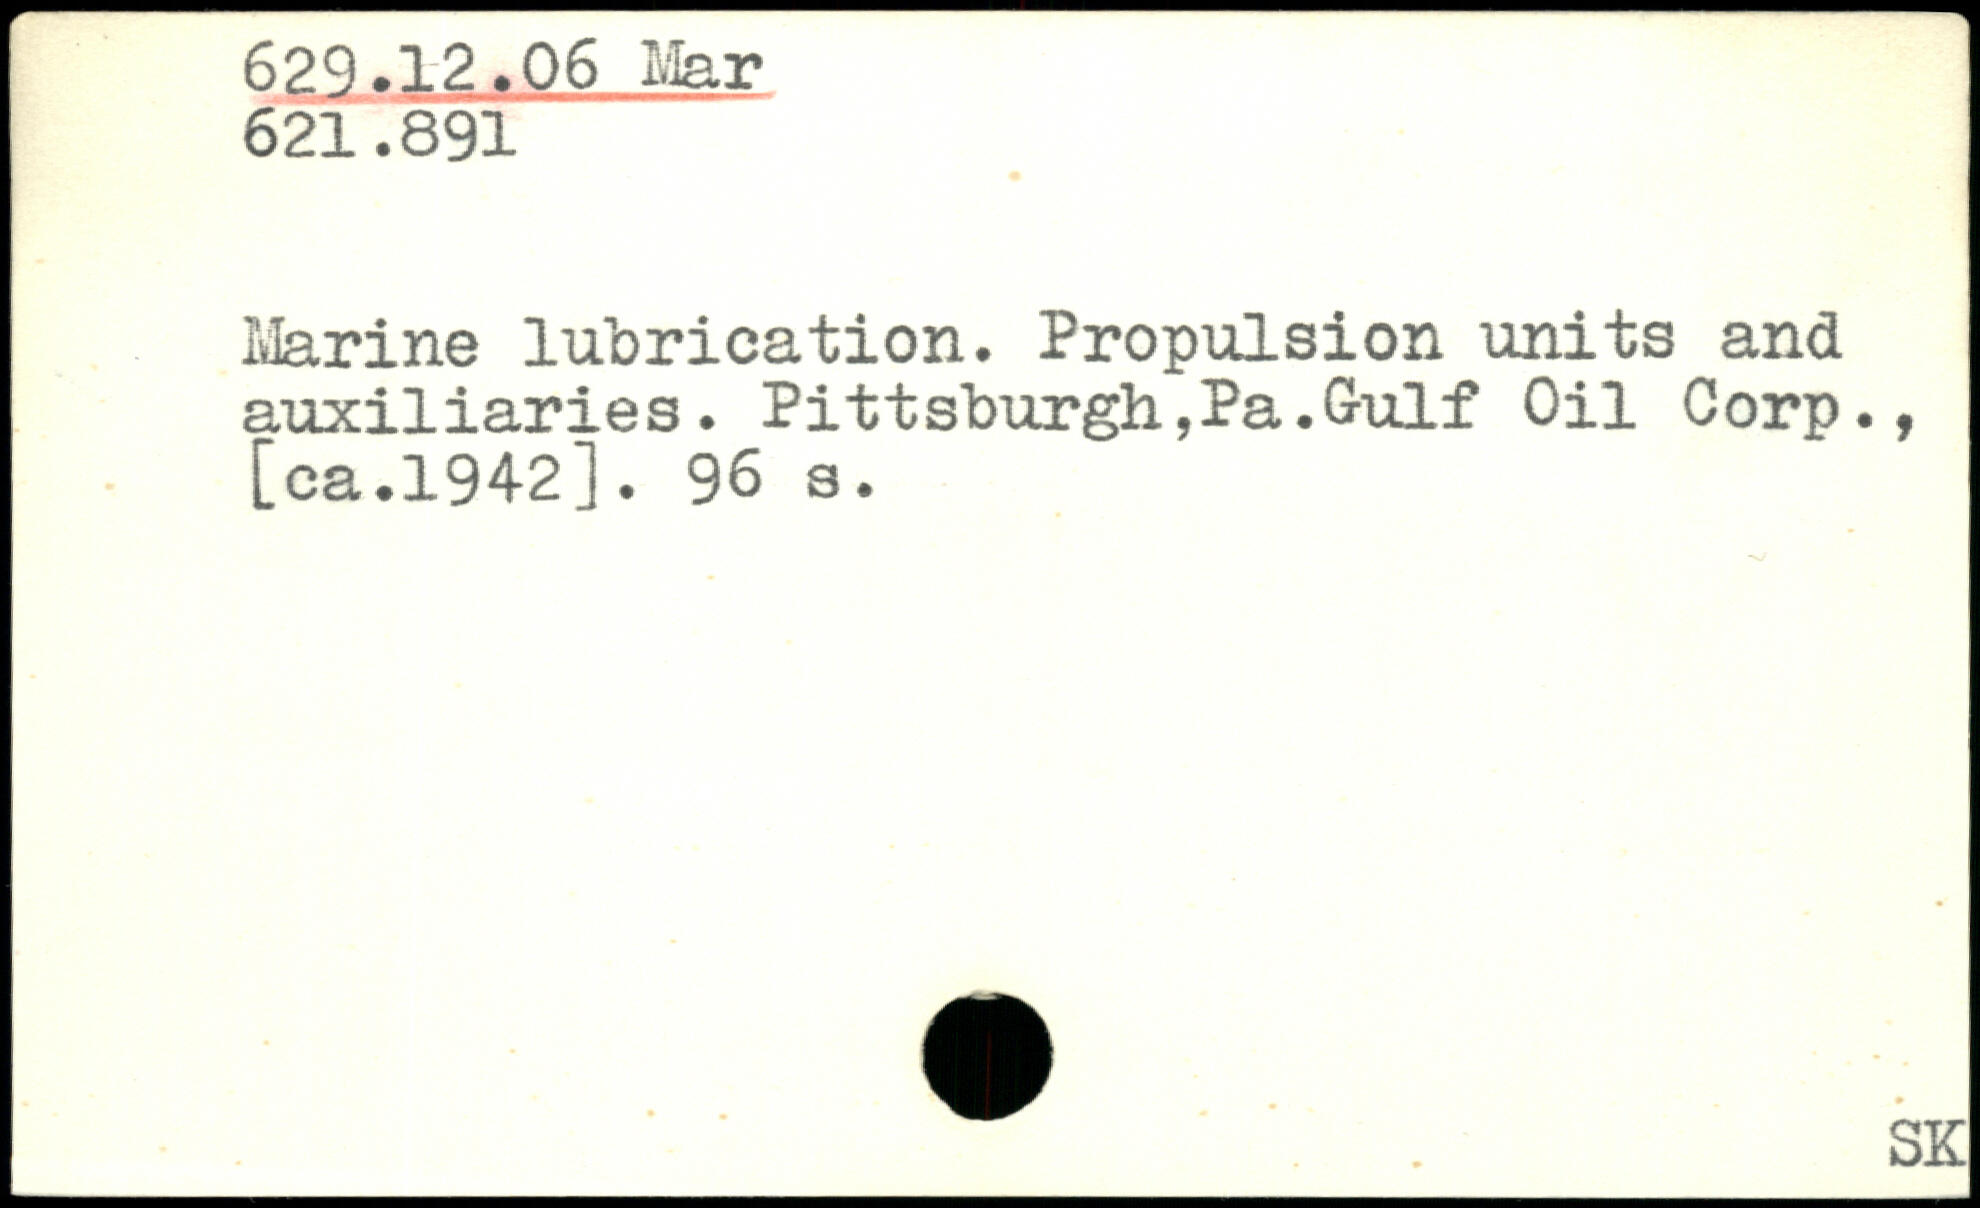 629.12.06 Mar
621.891
Marine lubrication. Propulsion units and
auxiliaries. Pittsburgh,Pa.Gulf Oil Corp.,
[ca.1942]. 96 s.
SK